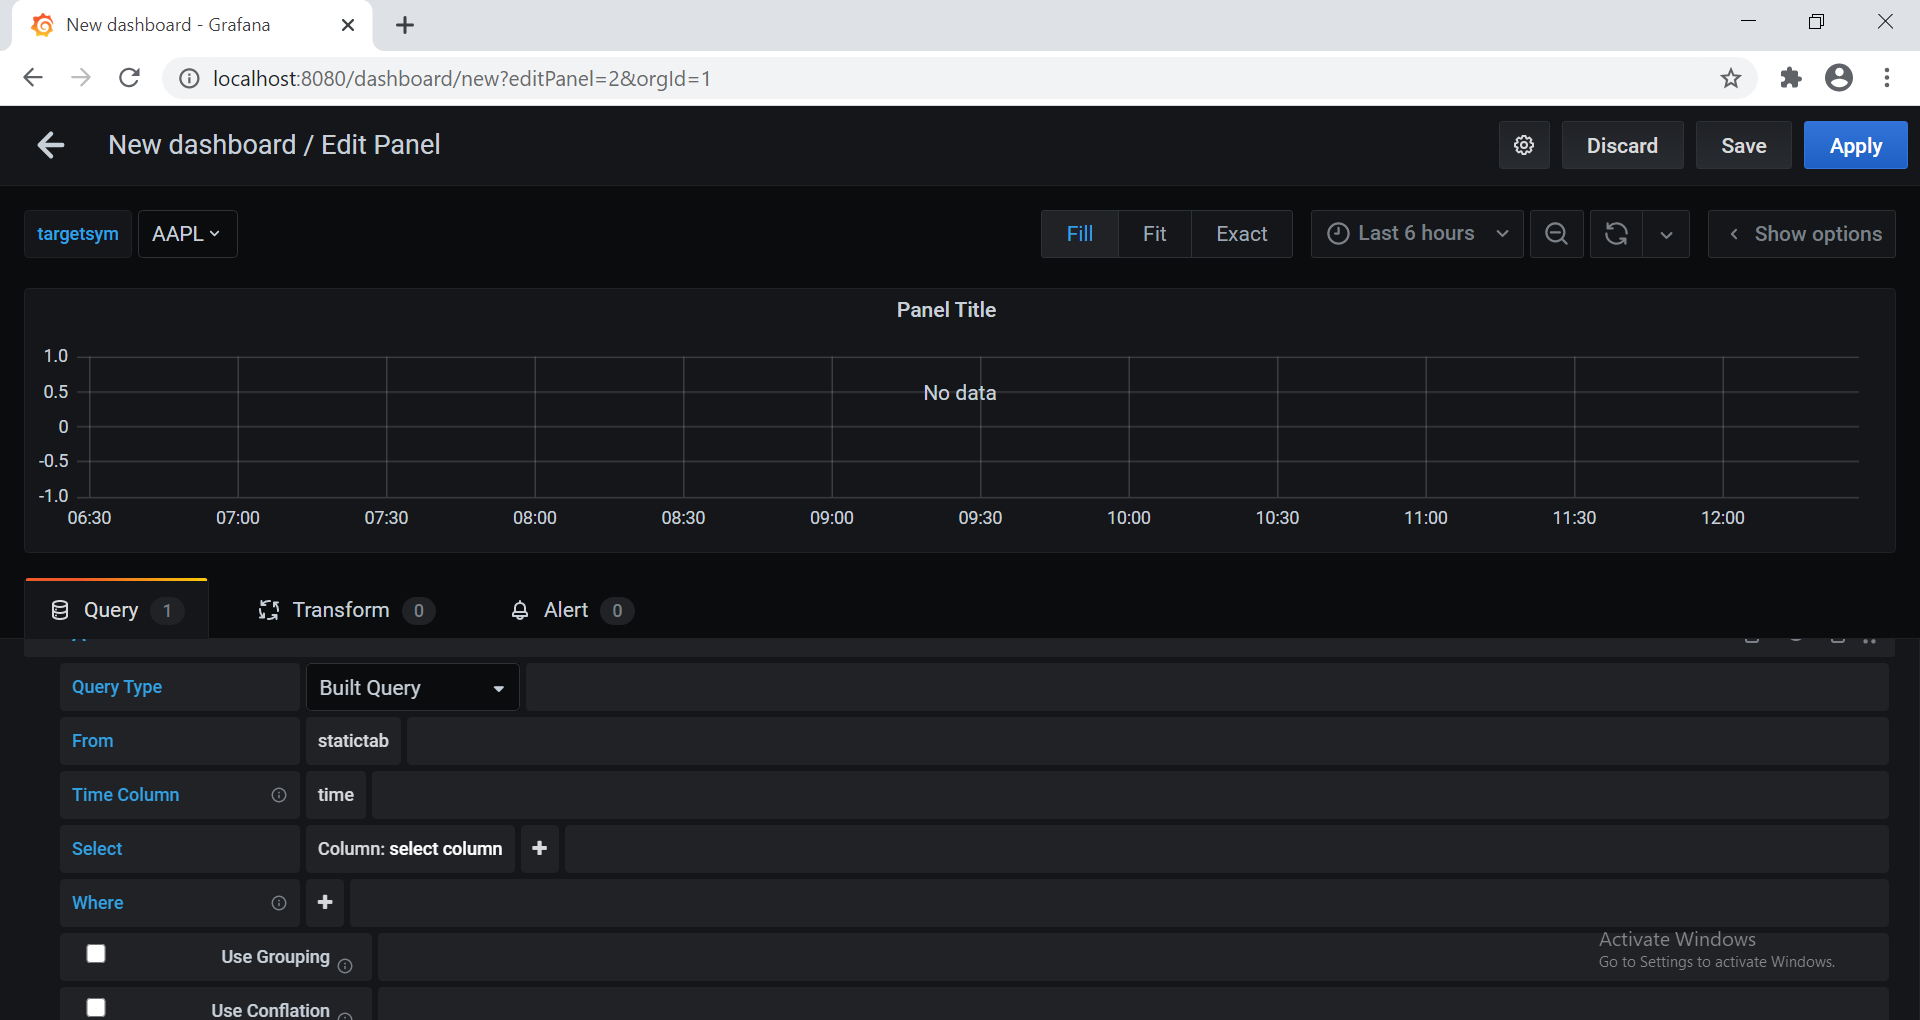 New dashboard - Grafana
localhost:8080/dashboard/new?editPanel=2&orgId=1
New dashboard / Edit Panel
Discard
Save
Apply
targetsym
AAPL
Fill
Fit
Exact
Last 6 hours
Show options
Panel Title
1.0
0.5
No data
0
-0.5
-1.0
06:30 07:00 07:30 08:00 08:30 09:00 09:30 10:00 10:30 11:00 11:30 12:00
Query 1
Transform 0
Alert 0
Query Type
Built Query
From
statictab
Time Column
time
Select
Column: select column
Where
Use Grouping
Use Conflation
Activate Windows
Go to Settings to activate Windows.